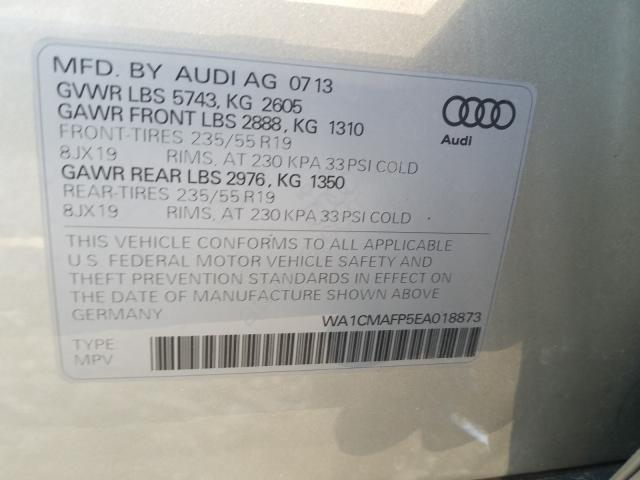 MFD. BY AUDI AG 07 13
GVWR LBS 5743, KG 2605
GAWR FRONT LBS 2888, KG 1310
FRONT-TIRES 235/55 R19
8JX19 RIMS, AT 230 KPA 33 PSI COLD
GAWR REAR LBS 2976, KG 1350
REAR-TIRES 235/55 R19
8JX19 RIMS, AT 230 KPA 33 PSI COLD
Audi
THIS VEHICLE CONFORMS TO ALL APPLICABLE
U.S. FEDERAL MOTOR VEHICLE SAFETY AND
THEFT PREVENTION STANDARDS IN EFFECT ON
THE DATE OF MANUFACTURE SHOWN ABOVE.
GERMANY WA1CMAFP5EA018873
TYPE
MPV